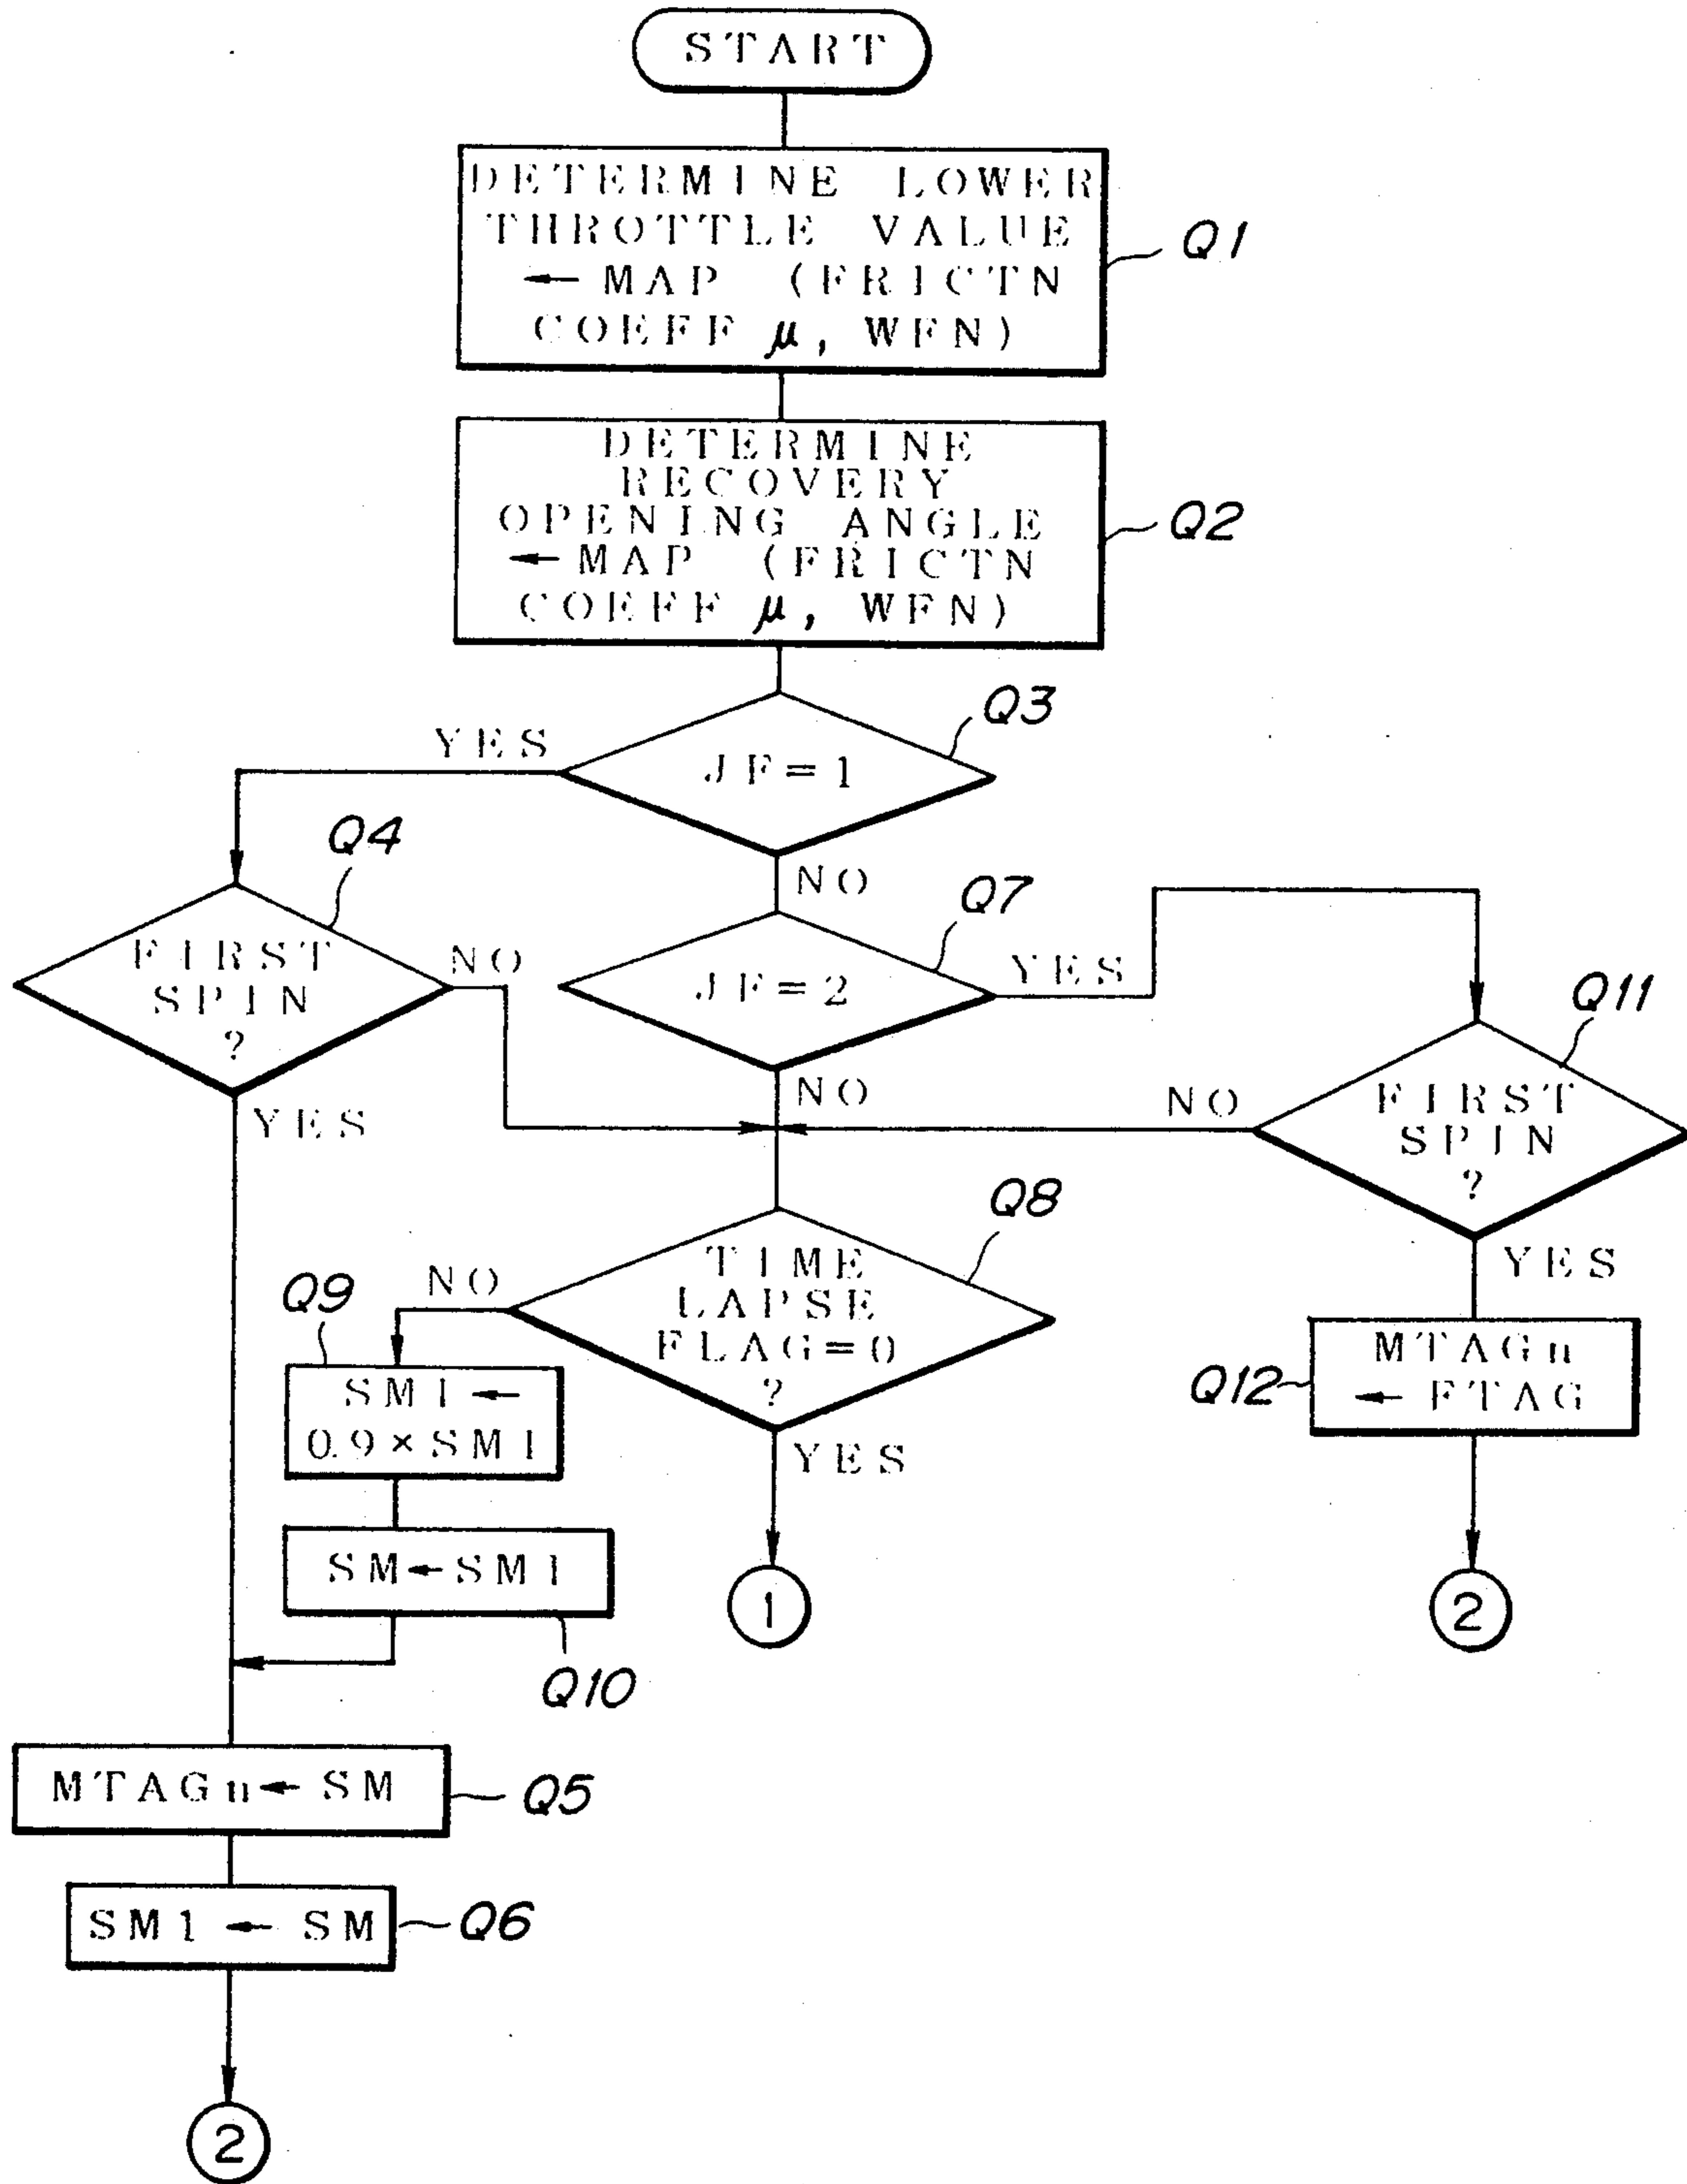 START
DETERMINE LOWER
THROTTLE VALUE
← MAP (FRICTN
COEFF μ, WFN)
Q1
DETERMINE
RECOVERY
OPENING ANGLE
← MAP (FRICTN
COEFF μ, WFN)
Q2
Q3
YES
JF=1
Q4
NO
Q7
FIRST
SPIN
?
NO
JF=2
YES
Q11
YES
NO
NO
FIRST
SPIN
?
Q8
YES
Q9
NO
TIME
LAPSE
FLAG=0
?
SM1 ←
0.9×SM1
YES
Q12
MTAGn
← FTAG
SM←SM1
1
2
Q10
MTAGn← SM
Q5
SM1 ← SM
Q6
2